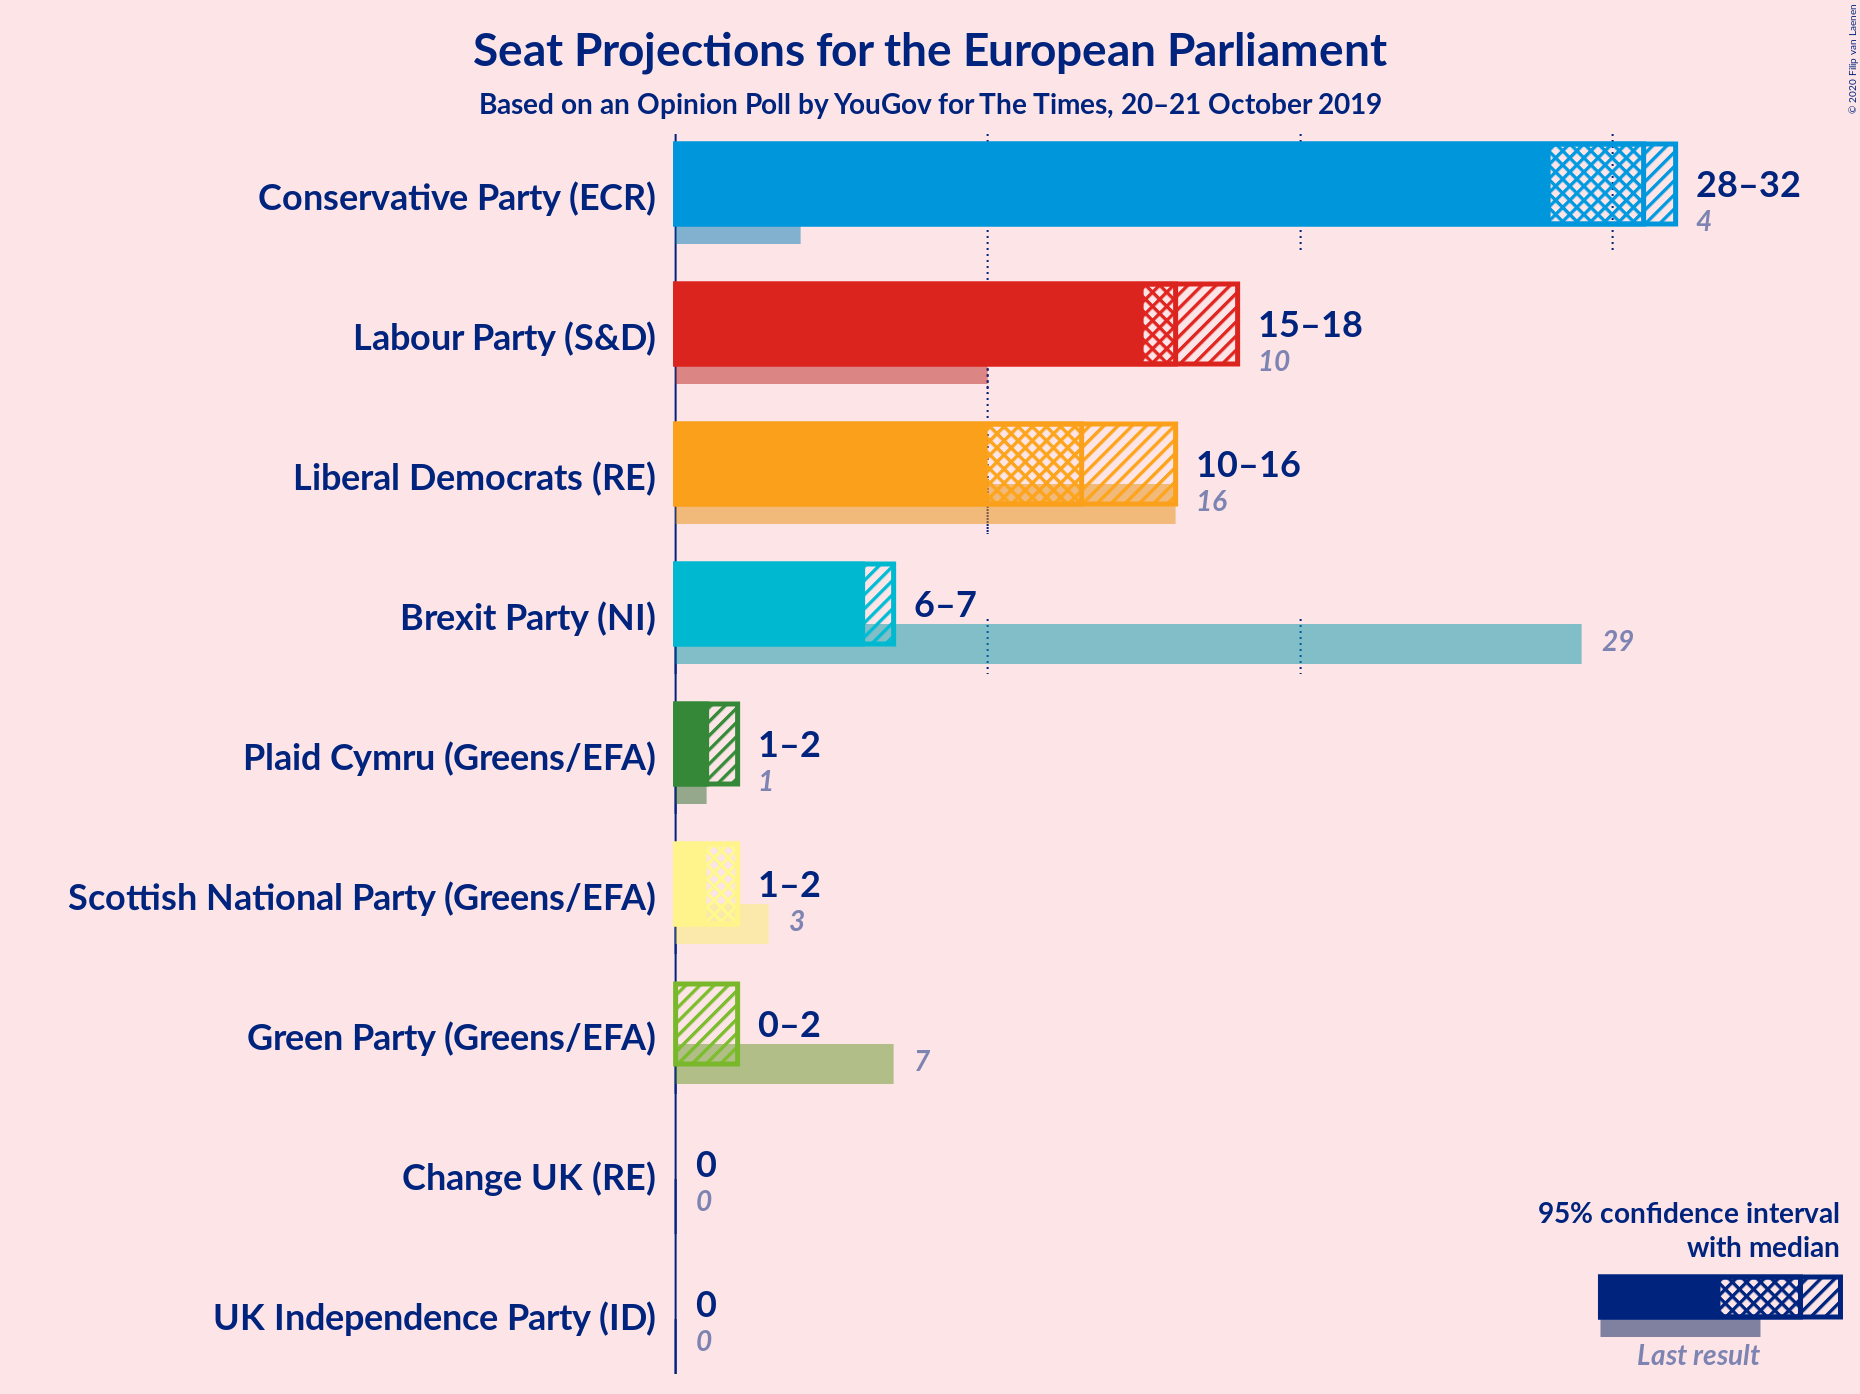 Seat Projections for the European Parliament
Based on an Opinion Poll by YouGov for The Times, 20–21 October 2019
© 2020 Filip van Laenen
Conservative Party (ECR)
28–32
4
Labour Party (S&D)
15–18
10
Liberal Democrats (RE)
10–16
16
Brexit Party (NI)
6–7
29
Plaid Cymru (Greens/EFA)
1–2
1
Scottish National Party (Greens/EFA)
1–2
3
Green Party (Greens/EFA)
0–2
7
Change UK (RE)
0
0
UK Independence Party (ID)
0
0
95% confidence interval
with median
Last result